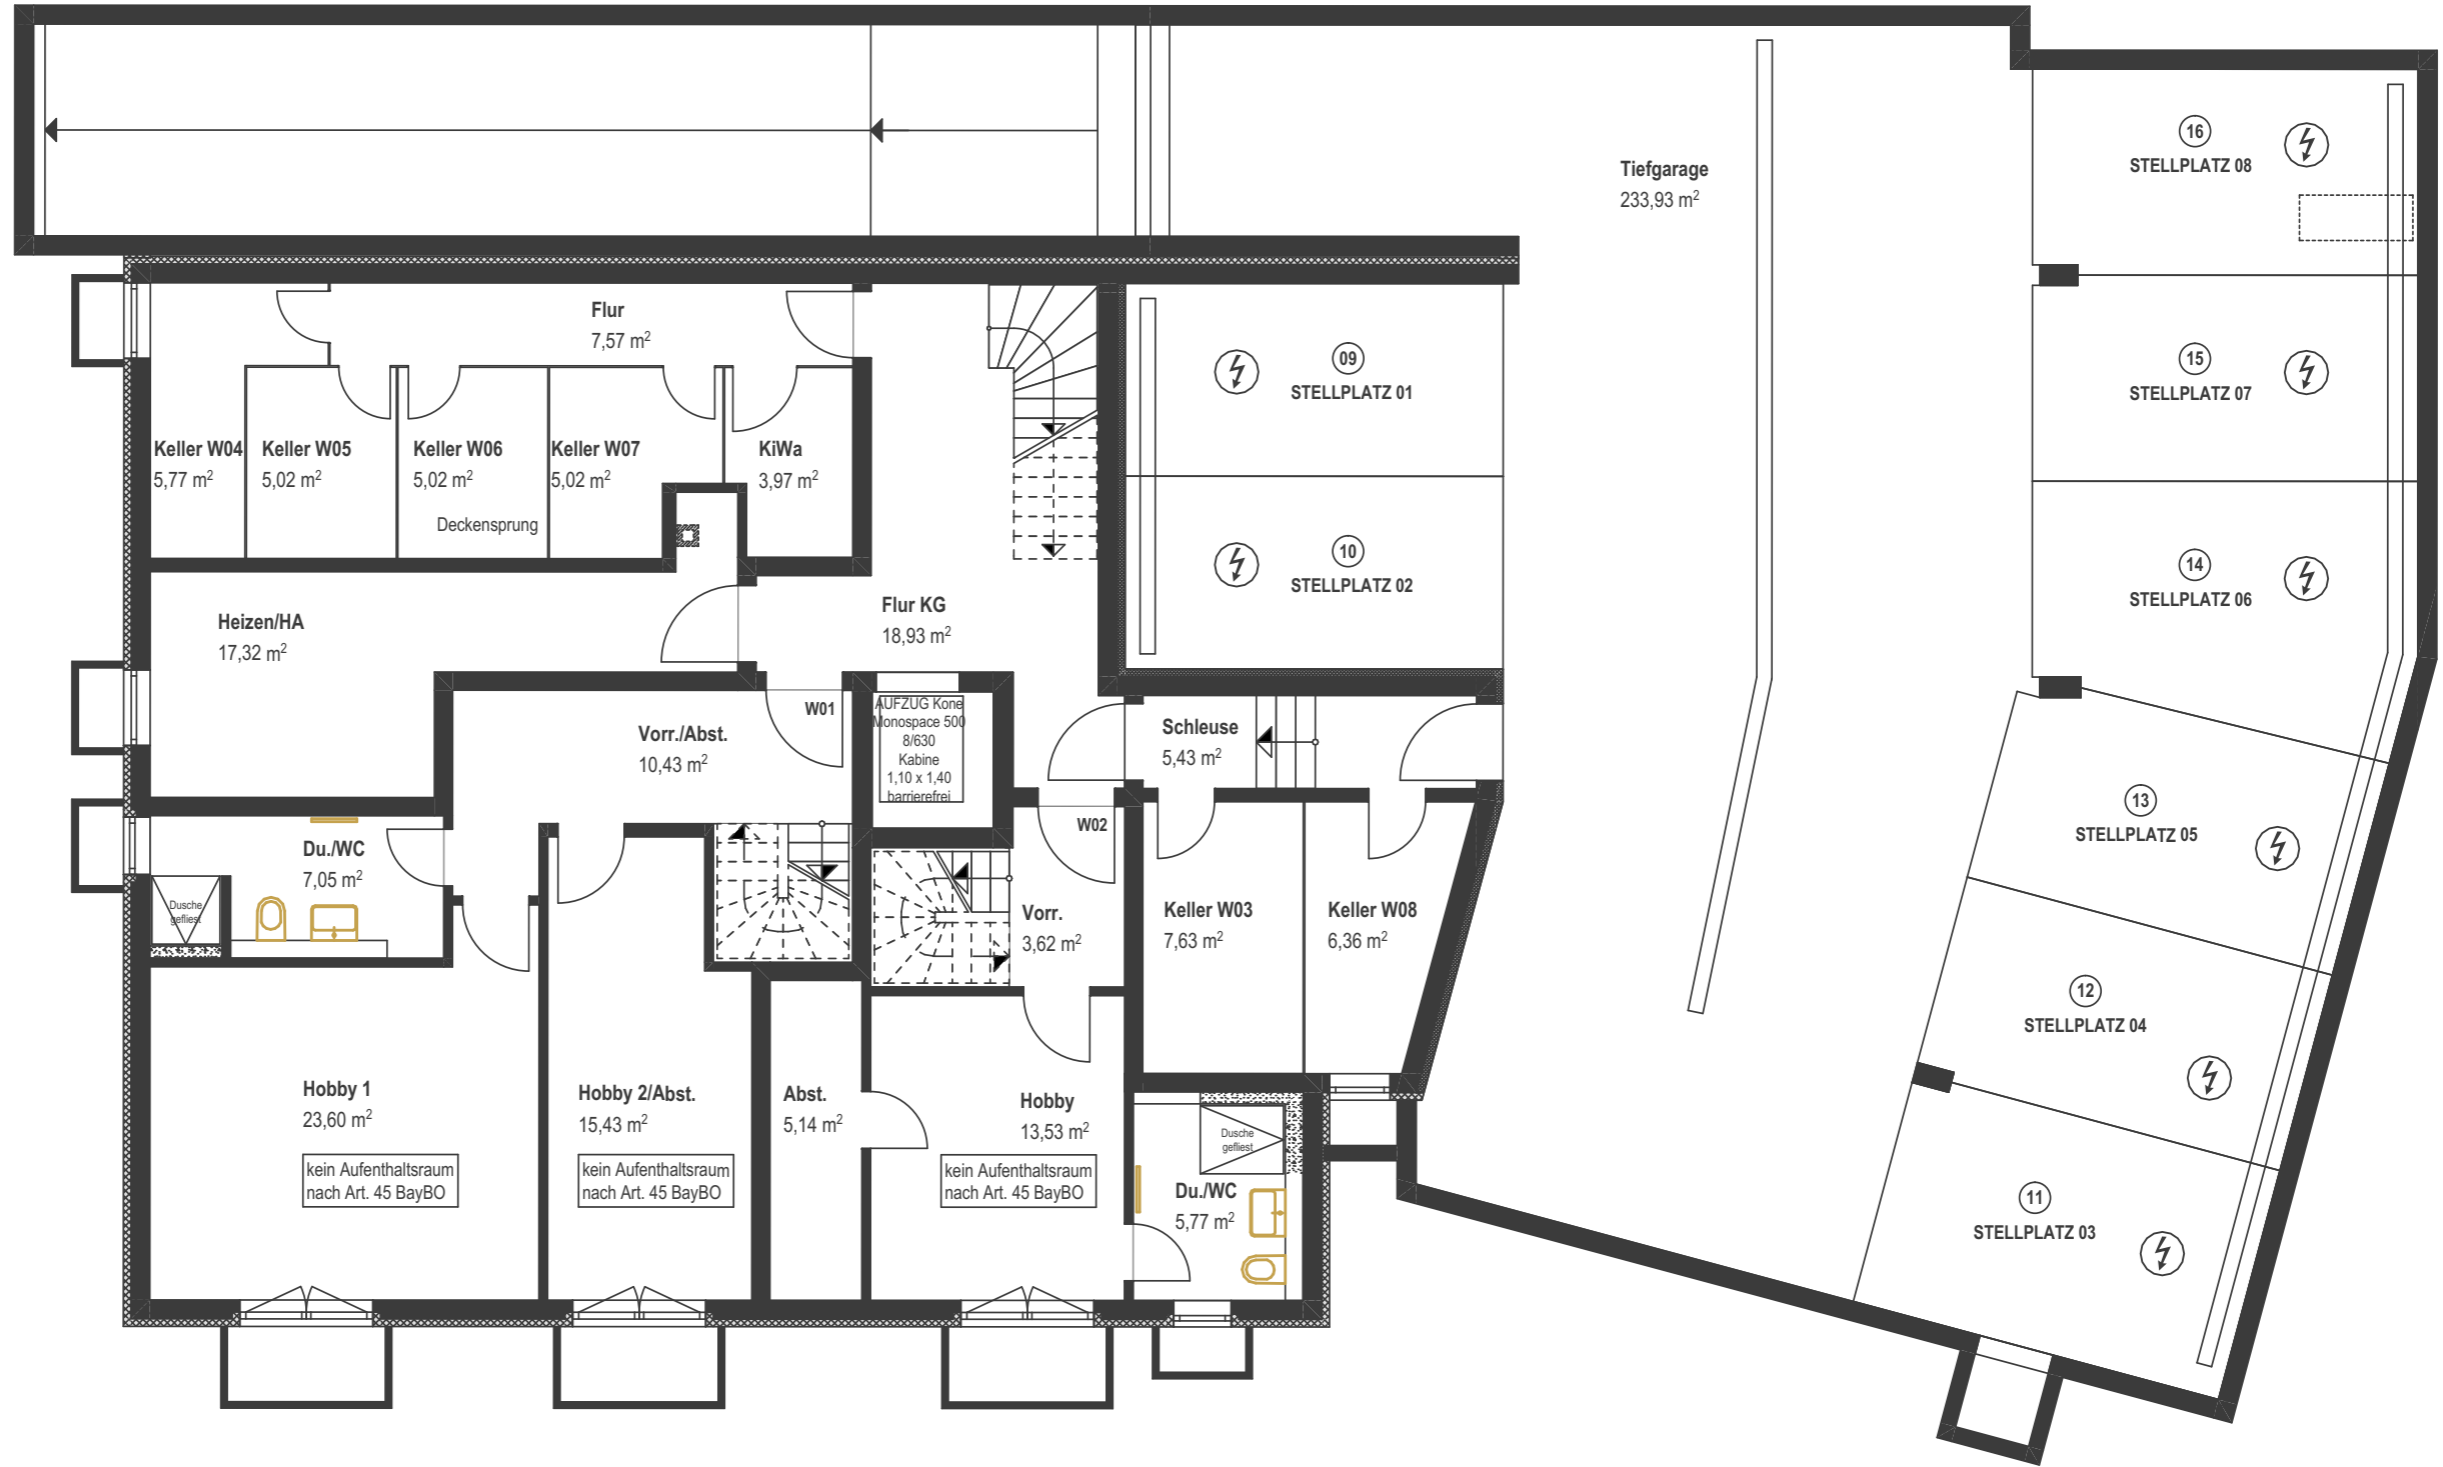 Tiefgarage
233,93 m²
16
STELLPLATZ 08
15
STELLPLATZ 07
14
STELLPLATZ 06
13
STELLPLATZ 05
12
STELLPLATZ 04
11
STELLPLATZ 03
09
STELLPLATZ 01
10
STELLPLATZ 02
Flur
7,57 m²
Keller W04
5,77 m²
Keller W05
5,02 m²
Keller W06
5,02 m²
Deckensprung
Keller W07
5,02 m²
KiWa
3,97 m²
Heizen/HA
17,32 m²
Flur KG
18,93 m²
Vorr./Abst.
10,43 m²
W01
AUFZUG Kone
Monospace 500
8/630
Kabine
1,10 x 1,40
barrierefrei
Schleuse
5,43 m²
W02
Du./WC
7,05 m²
Dusche
gefliest
Vorr.
3,62 m²
Keller W03
7,63 m²
Keller W08
6,36 m²
Hobby 1
23,60 m²
kein Aufenthaltsraum
nach Art. 45 BayBO
Hobby 2/Abst.
15,43 m²
kein Aufenthaltsraum
nach Art. 45 BayBO
Abst.
5,14 m²
Hobby
13,53 m²
kein Aufenthaltsraum
nach Art. 45 BayBO
Dusche
gefliest
Du./WC
5,77 m²